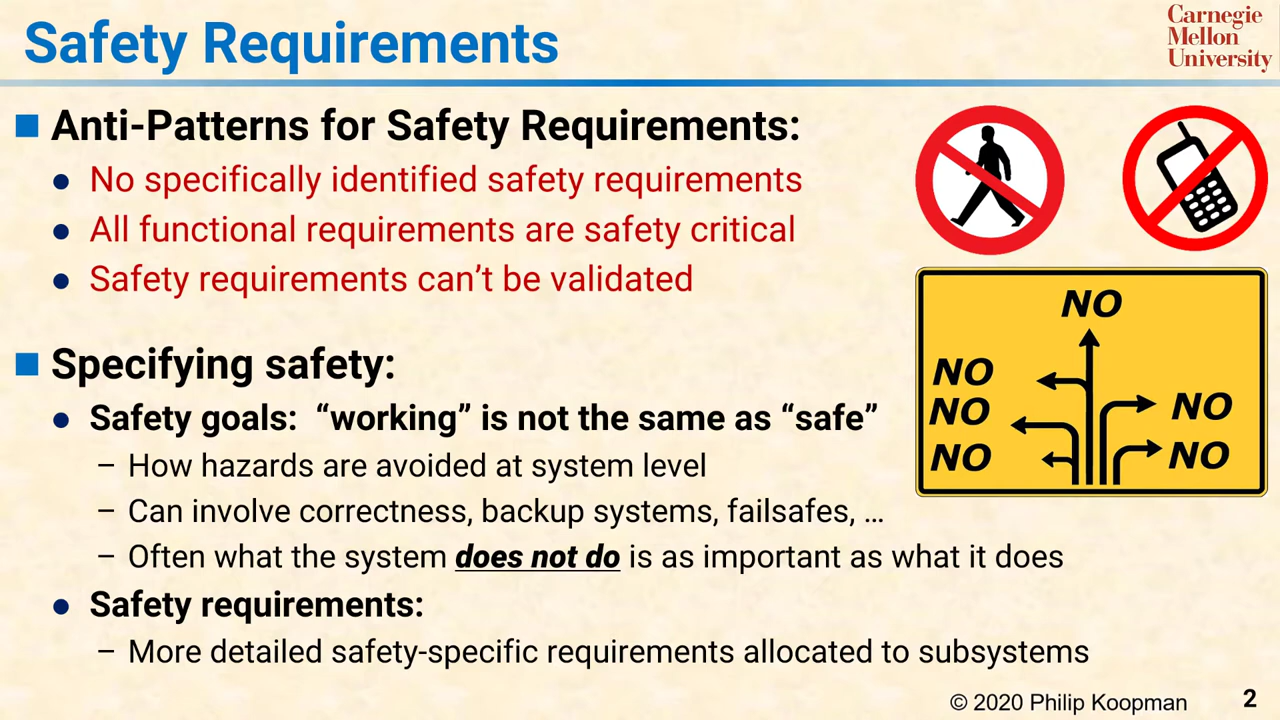 Safety Requirements
Carnegie
Mellon
University
Anti-Patterns for Safety Requirements:
No specifically identified safety requirements
All functional requirements are safety critical
Safety requirements can't be validated
NO
NO
NO
NO
NO
NO
Specifying safety:
Safety goals: “working” is not the same as “safe”
– How hazards are avoided at system level
– Can involve correctness, backup systems, failsafes, …
– Often what the system does not do is as important as what it does
Safety requirements:
– More detailed safety-specific requirements allocated to subsystems
© 2020 Philip Koopman
2